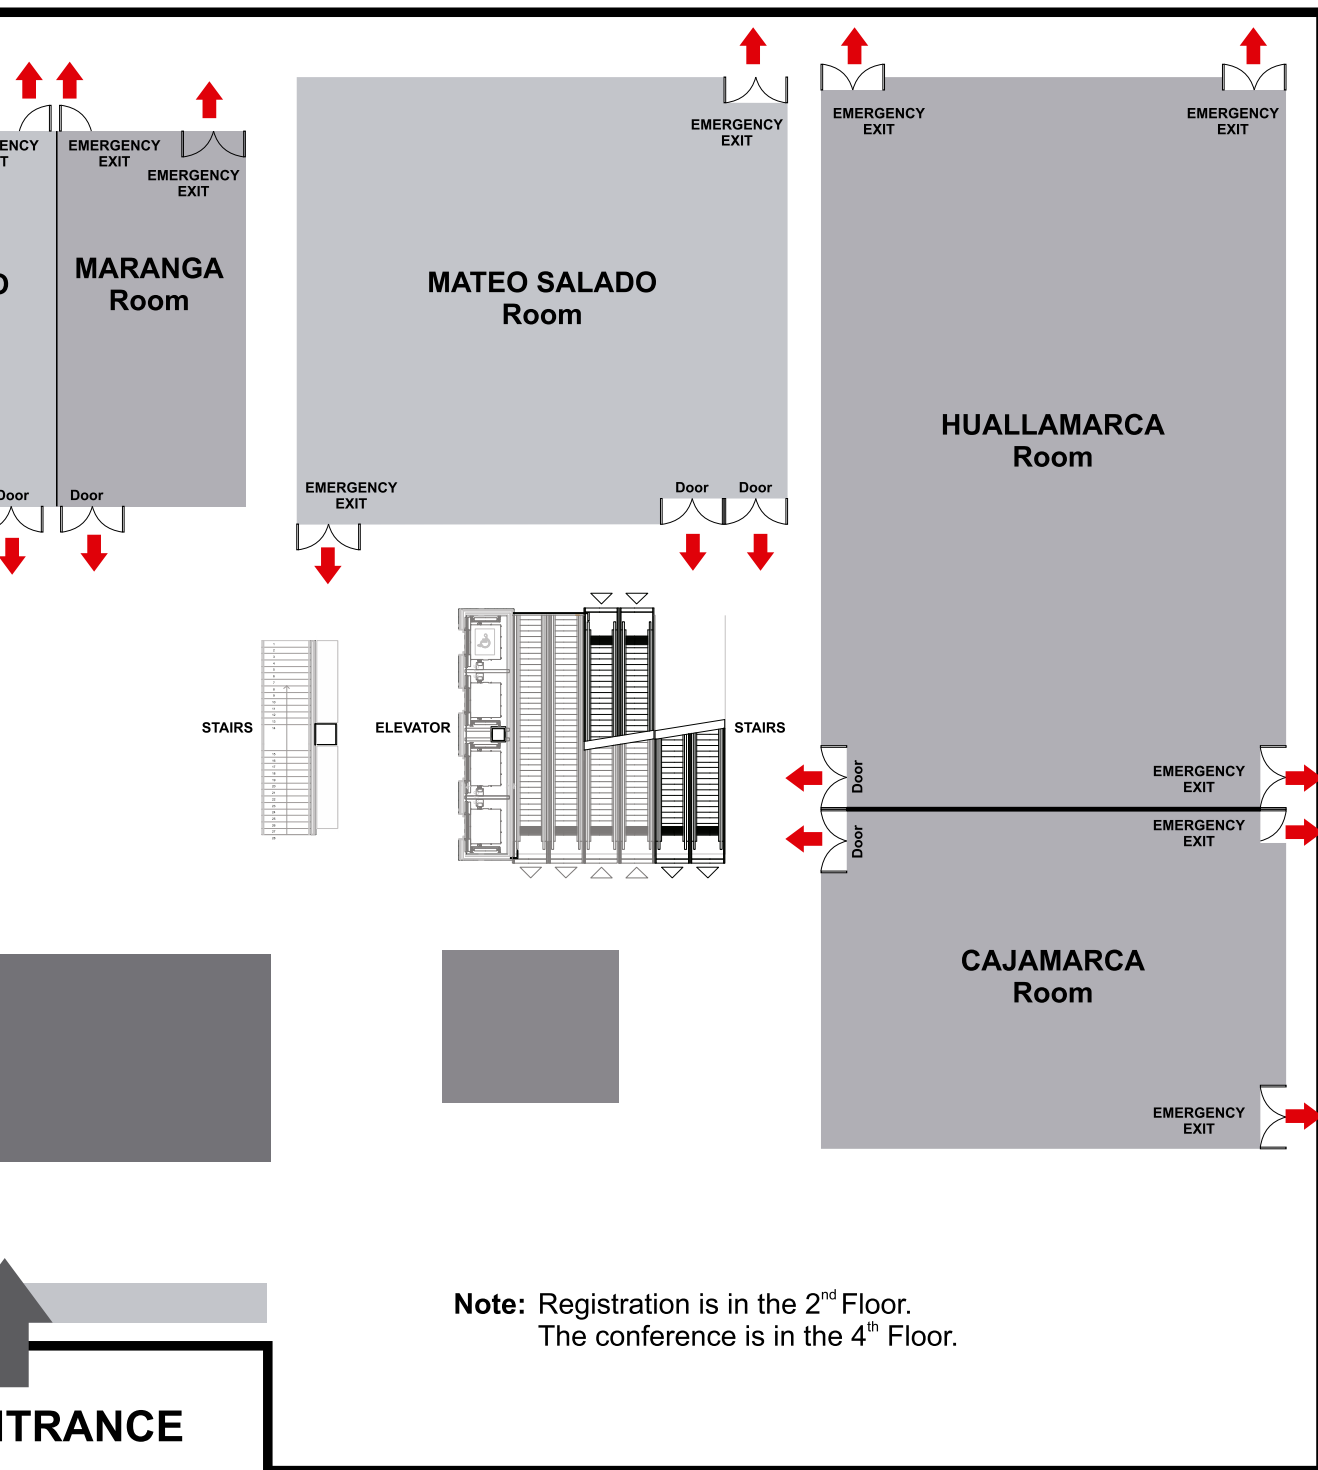 ENCY
T
EMERGENCY
EXIT
EMERGENCY
EXIT
EMERGENCY
EXIT
EMERGENCY
EXIT
EMERGENCY
EXIT
O
MARANGA
Room
MATEO SALADO
Room
HUALLAMARCA
Room
Door
Door
EMERGENCY
EXIT
Door
Door
STAIRS
ELEVATOR
STAIRS
Door
EMERGENCY
EXIT
Door
EMERGENCY
EXIT
CAJAMARCA
Room
EMERGENCY
EXIT
Note: Registration is in the 2nd Floor.
The conference is in the 4th Floor.
NTRANCE